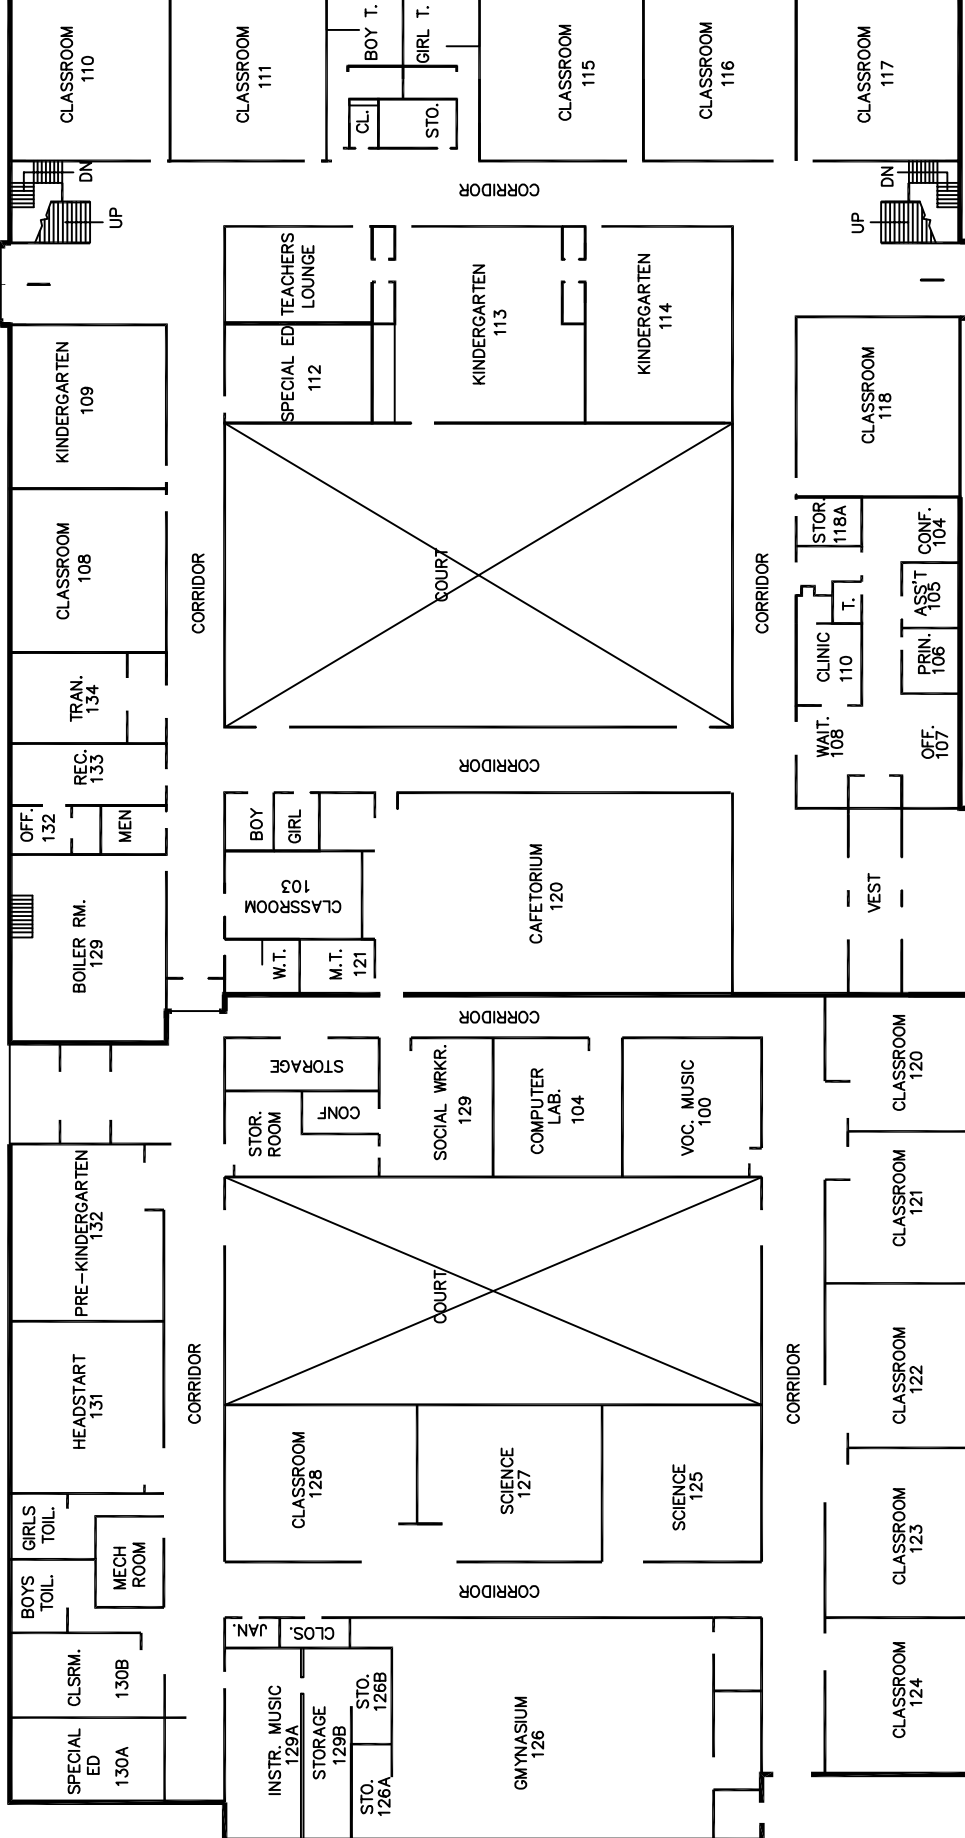 CLASSROOM
110
CLASSROOM
111
BOY T.
GIRL T.
CL.
STO.
CLASSROOM
115
CLASSROOM
116
CLASSROOM
117
DN
UP
CORRIDOR
DN
UP
TEACHERS
LOUNGE
SPECIAL ED
112
KINDERGARTEN
113
KINDERGARTEN
114
KINDERGARTEN
109
CLASSROOM
118
CLASSROOM
108
CORRIDOR
COURT
CORRIDOR
STOR.
118A
CONF.
104
ASS'T
105
T.
PRIN.
106
CLINIC
110
WAIT.
108
OFF.
107
TRAN.
134
REC.
133
OFF.
132
MEN
CORRIDOR
BOY
GIRL
CLASSROOM
103
W.T.
M.T.
121
CAFETORIUM
120
VEST
BOILER RM.
129
CORRIDOR
STORAGE
CONF
STOR.
ROOM
SOCIAL WRKR.
129
COMPUTER
LAB.
104
VOC. MUSIC
100
CLASSROOM
120
CLASSROOM
121
PRE-KINDERGARTEN
132
HEADSTART
131
CORRIDOR
COURT
CORRIDOR
CLASSROOM
122
CLASSROOM
128
SCIENCE
127
SCIENCE
125
CLASSROOM
123
GIRLS
TOIL.
MECH
ROOM
BOYS
TOIL.
CORRIDOR
JAN.
CLOS.
CLSRM.
130B
SPECIAL
ED
130A
INSTR. MUSIC
129A
STORAGE
129B
STO.
126B
STO.
126A
GMYNASIUM
126
CLASSROOM
124